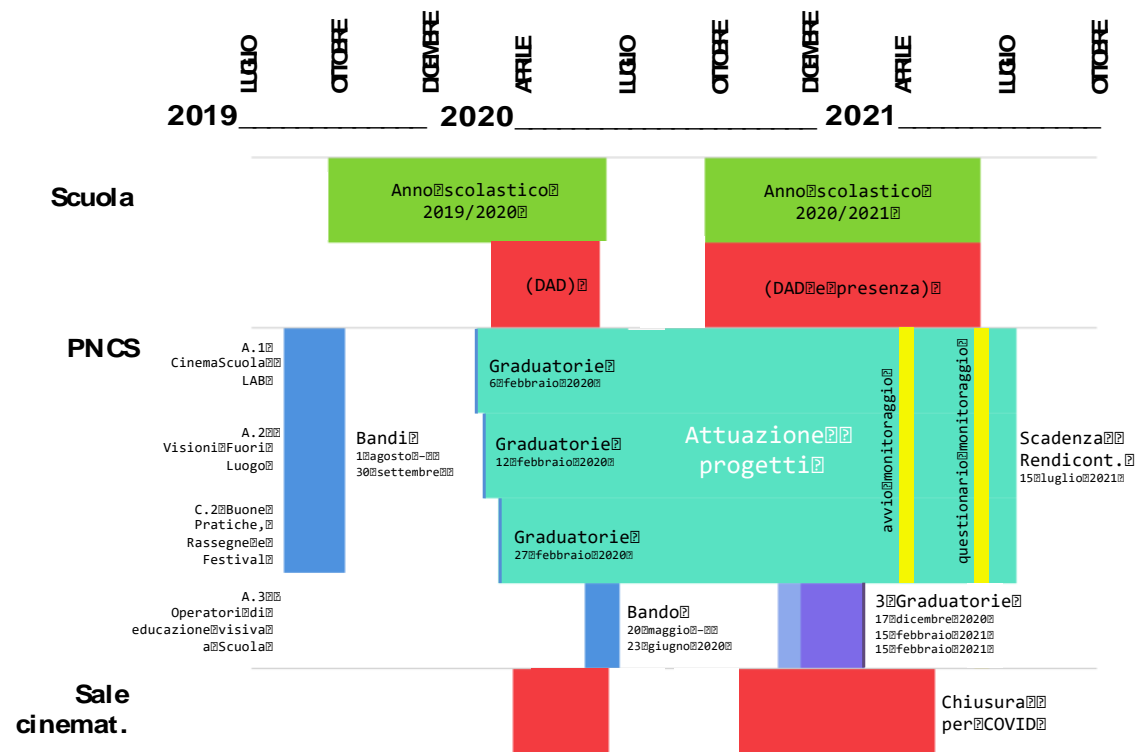 LUGLIO
OTTOBRE
DICEMBRE
APRILE
LUGLIO
OTTOBRE
DICEMBRE
APRILE
LUGLIO
OTTOBRE
2019 2020 2021
Scuola
Anno scolastico
2019/2020
Anno scolastico
2020/2021
(DAD)
(DAD e presenza)
PNCS
A.1
CinemaScuola
LAB
A.2
Visioni Fuori
Luogo
C.2 Buone
Pratiche,
Rassegne e
Festival
A.3
Operatori di
educazione visiva
a Scuola
Bandi
1 agosto –
30 settembre
Graduatorie
6 febbraio 2020
Graduatorie
12 febbraio 2020
Graduatorie
27 febbraio 2020
Attuazione
progetti
avvio monitoraggio
questionario monitoraggio
Scadenza
Rendicont.
15 luglio 2021
Bando
20 maggio –
23 giugno 2020
3 Graduatorie
17 dicembre 2020
15 febbraio 2021
15 febbraio 2021
Sale
cinemat.
Chiusura
per COVID